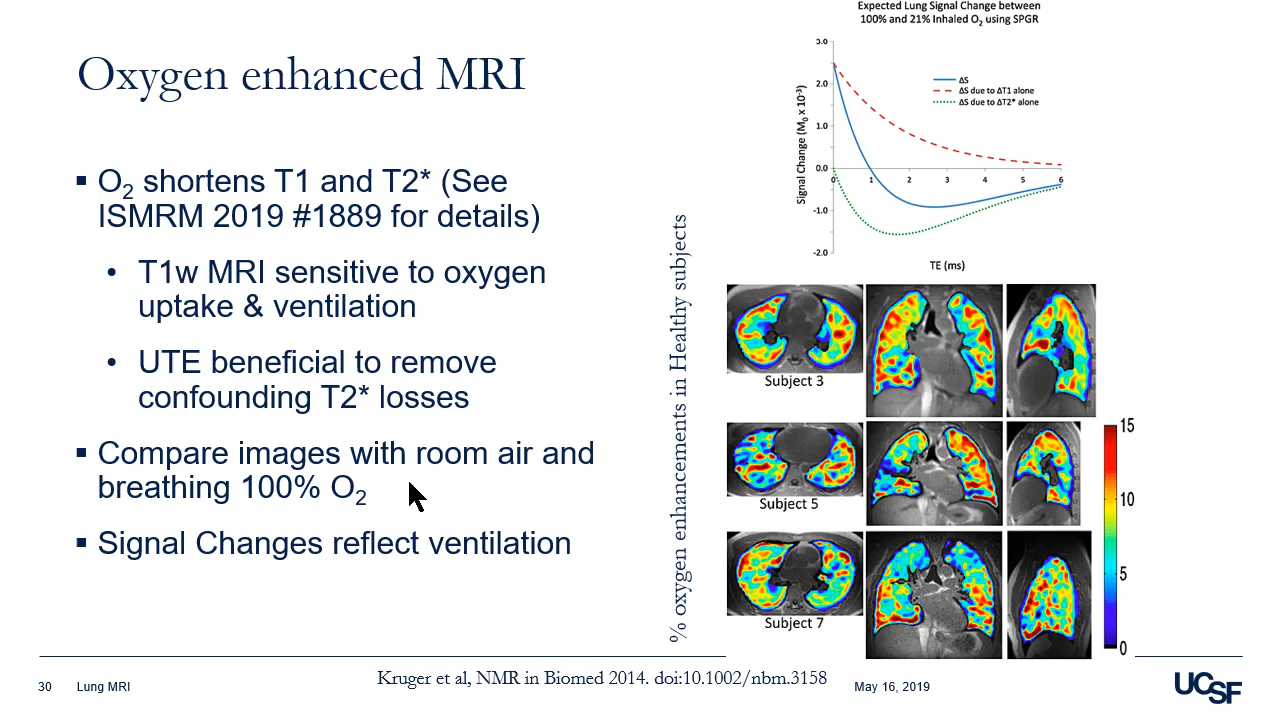 Expected Lung Signal Change between
100% and 21% Inhaled O₂ using SPGR
Oxygen enhanced MRI
▪ O₂ shortens T1 and T2* (See
ISMRM 2019 #1889 for details)
• T1w MRI sensitive to oxygen
uptake & ventilation
• UTE beneficial to remove
confounding T2* losses
▪ Compare images with room air and
breathing 100% O₂
▪ Signal Changes reflect ventilation
Signal Change (M₀ x 10⁻³)
3.0
2.0
1.0
0.0
-1.0
-2.0
0 1 2 3 4 5 6
TE (ms)
ΔS
ΔS due to ΔT1 alone
ΔS due to ΔT2* alone
% oxygen enhancements in Healthy subjects
Subject 3
Subject 5
Subject 7
15
10
5
0
Kruger et al, NMR in Biomed 2014. doi:10.1002/nbm.3158
30 Lung MRI
May 16, 2019
UCSF